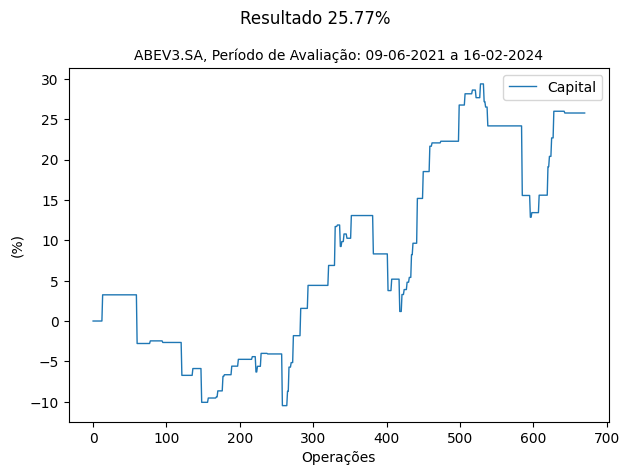 Resultado 25.77%
ABEV3.SA, Período de Avaliação: 09-06-2021 a 16-02-2024
Capital
30
25
20
15
10
5
0
−5
−10
(%)
0 100 200 300 400 500 600 700
Operações